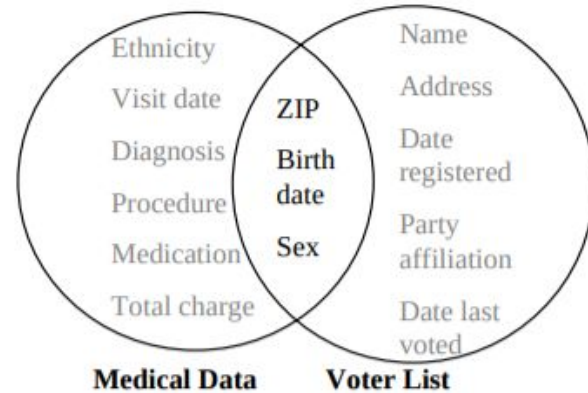 Ethnicity
Visit date
Diagnosis
Procedure
Medication
Total charge
ZIP
Birth
date
Sex
Name
Address
Date
registered
Party
affiliation
Date last
voted
Medical Data
Voter List